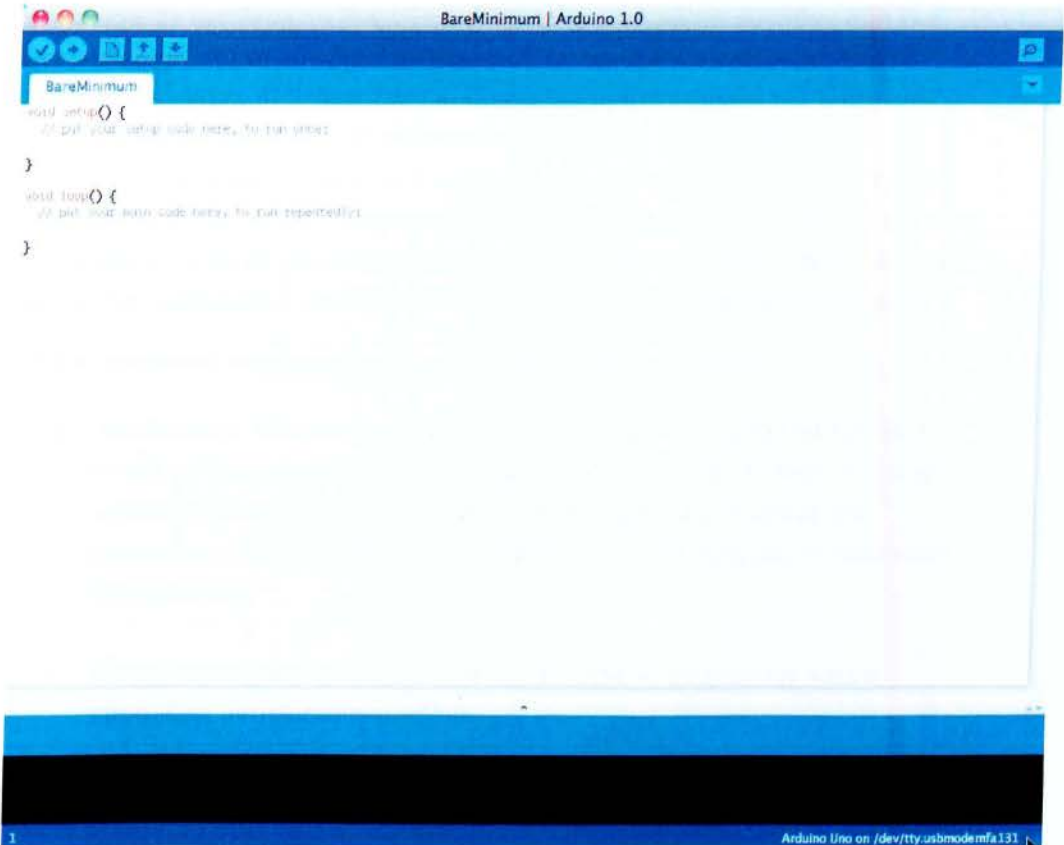 BareMinimum | Arduino 1.0
BareMinimum
void setup() {
// put your setup code here, to run once:
}
void loop() {
// put your main code here, to run repeatedly:
}
1
Arduino Uno on /dev/tty.usbmodemfa131